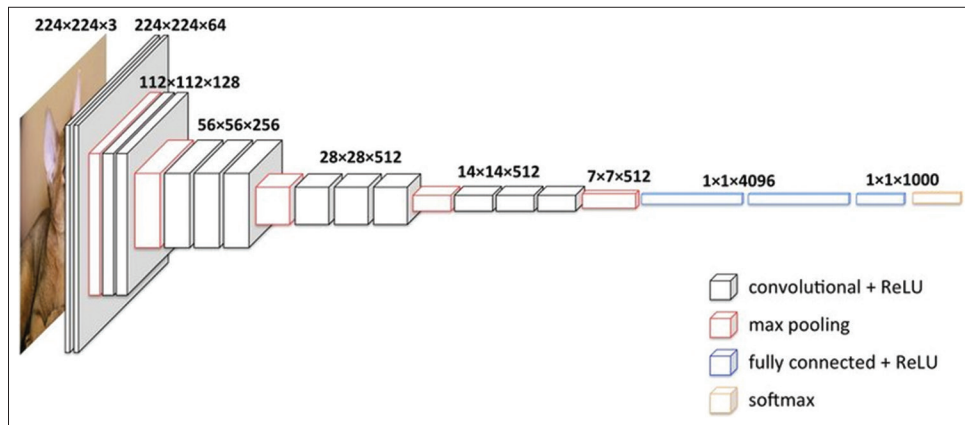 224×224×3
224×224×64
112×112×128
56×56×256
28×28×512
14×14×512
7×7×512
1×1×4096
1×1×1000
convolutional + ReLU
max pooling
fully connected + ReLU
softmax